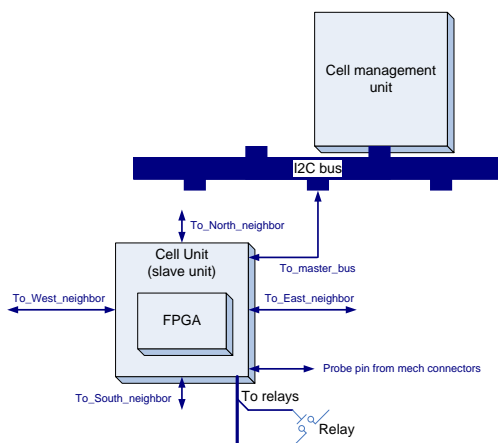 Cell management
unit
I2C bus
To_North_neighbor
Cell Unit
(slave unit)
To_master_bus
To_West_neighbor
To_East_neighbor
FPGA
Probe pin from mech connectors
To_South_neighbor
To relays
Relay